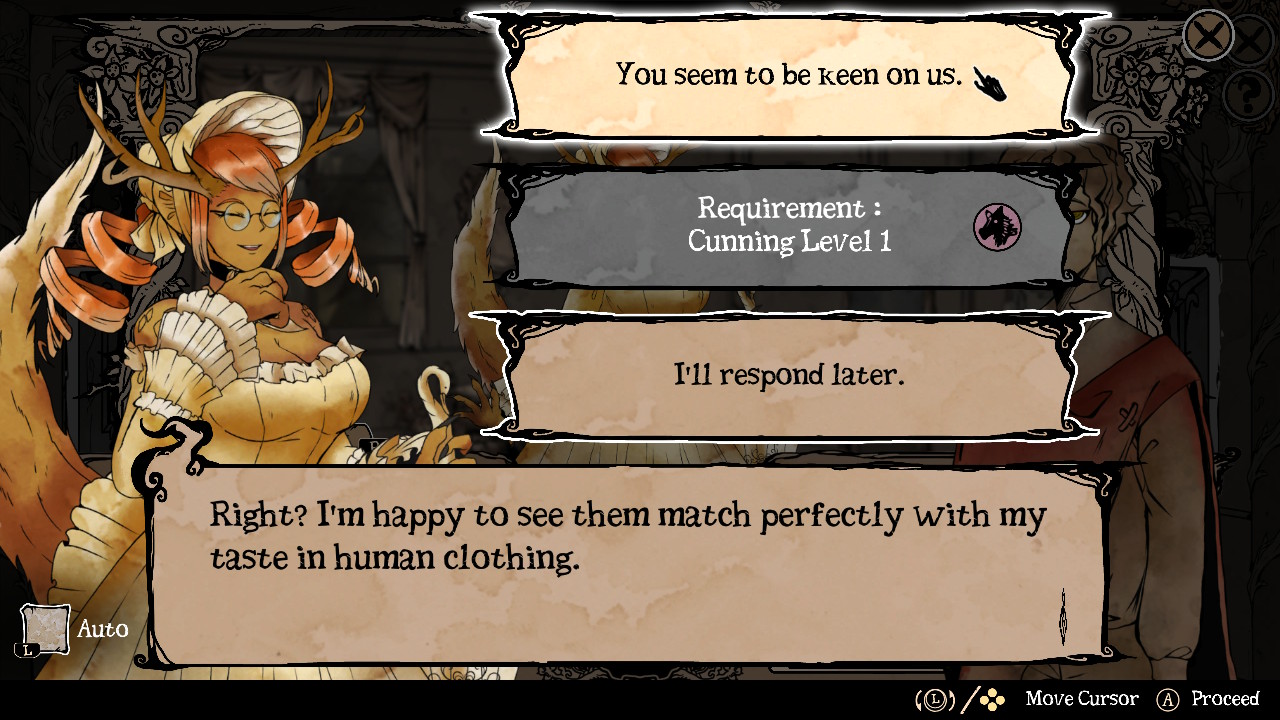 You seem to be keen on us.
Requirement :
Cunning Level 1
I'll respond later.
Right? I'm happy to see them match perfectly with my
taste in human clothing.
L Auto
L / Move Cursor A Proceed